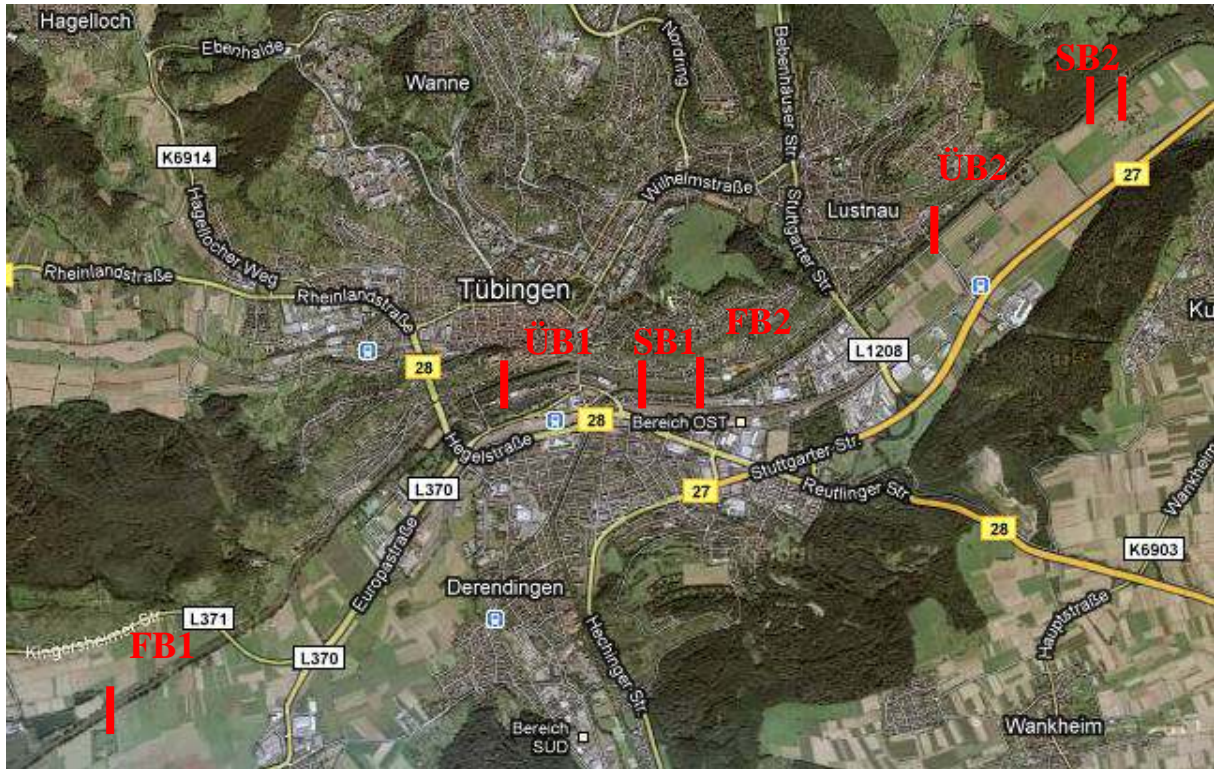 Hagelloch
Ebenhalde
Wanne
Nordring
Bebenhäuser Str.
SB2
K6914
27
Wilhelmstraße
ÜB2
Hagellocher Weg
Lustnau
Stuttgarter Str.
Rheinlandstraße
Rheinlandstraße
Tübingen
Ku
ÜB1
SB1
FB2
L1208
28
28
Bereich OST
Hegelstraße
Stuttgarter Str.
L370
27
Reutlinger Str.
28
Wankheim
K6903
Europastraße
Derendingen
Hauptstraße
L371
Kingersheimer Str.
FB1
L370
Hechinger Str.
Bereich
SÜD
Wankheim